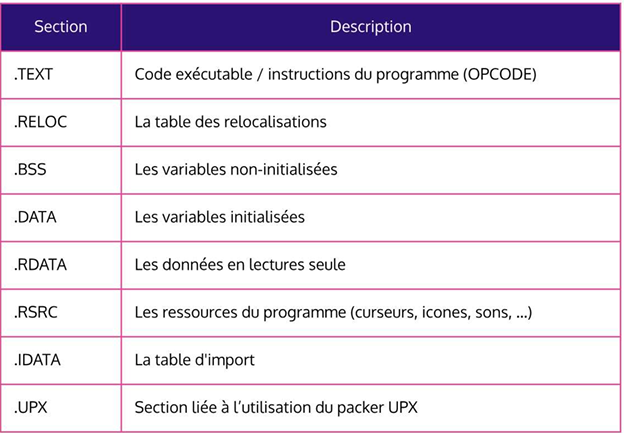 Section Description
.TEXT Code exécutable / instructions du programme (OPCODE)
.RELOC La table des relocalisations
.BSS Les variables non-initialisées
.DATA Les variables initialisées
.RDATA Les données en lectures seule
.RSRC Les ressources du programme (curseurs, icones, sons, ...)
.IDATA La table d'import
.UPX Section liée à l’utilisation du packer UPX